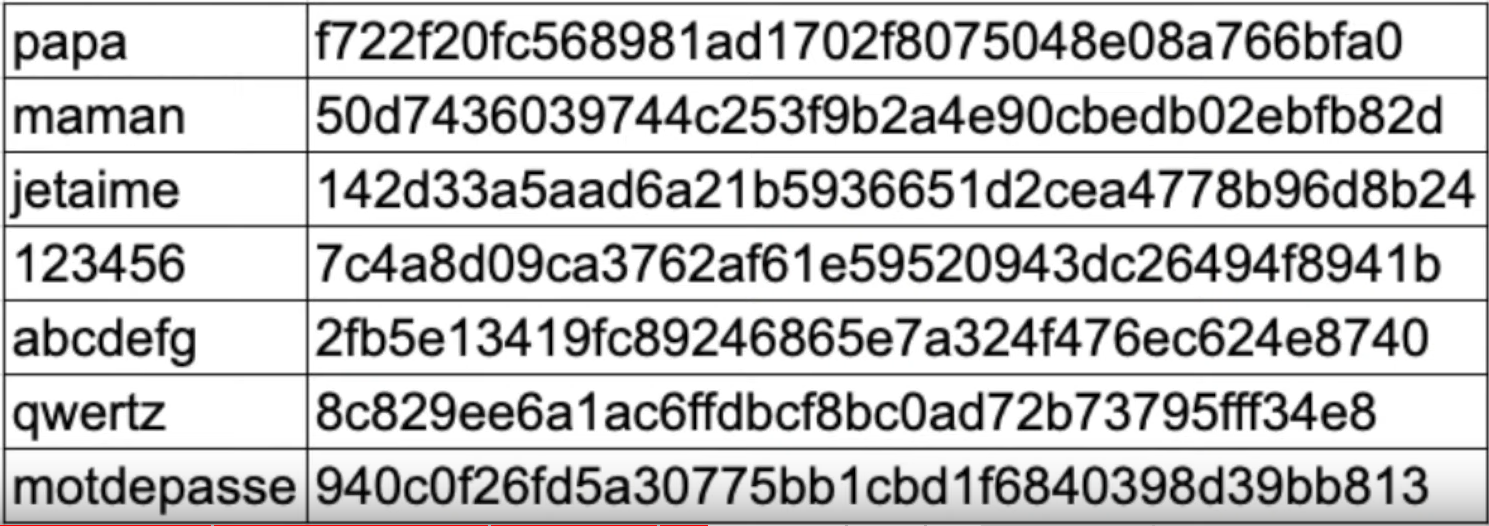 papa f722f20fc568981ad1702f8075048e08a766bfa0
maman 50d7436039744c253f9b2a4e90cbedb02ebfb82d
jetaime 142d33a5aad6a21b5936651d2cea4778b96d8b24
123456 7c4a8d09ca3762af61e59520943dc26494f8941b
abcdefg 2fb5e13419fc89246865e7a324f476ec624e8740
qwertz 8c829ee6a1ac6ffdbcf8bc0ad72b73795fff34e8
motdepasse 940c0f26fd5a30775bb1cbd1f6840398d39bb813